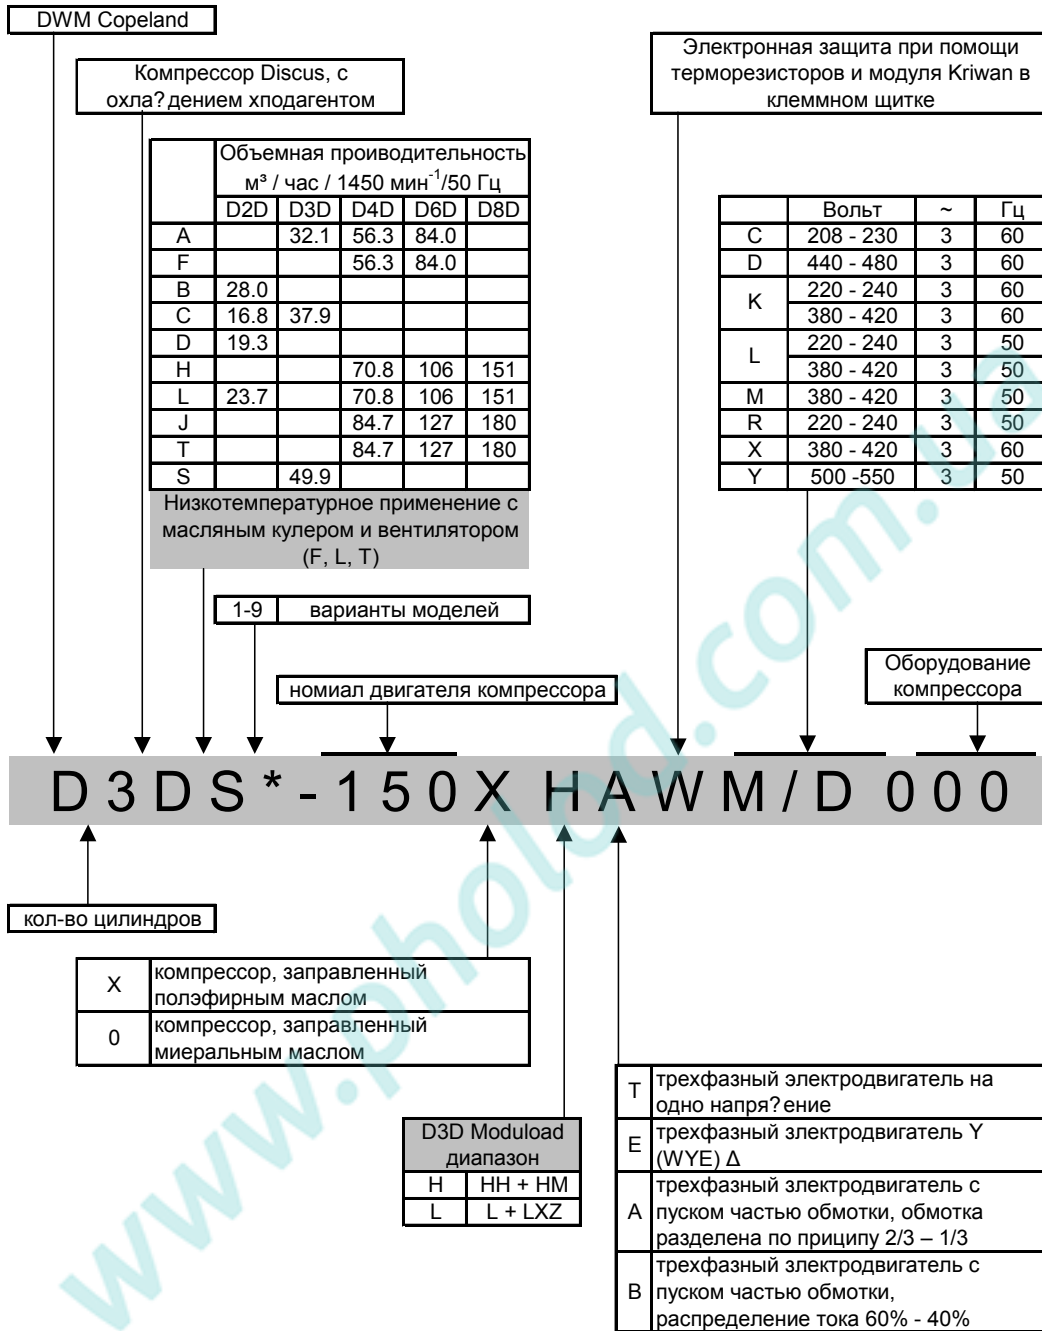 DWM Copeland
Компрессор Discus, с
охла?дением хподагентом
Электронная защита при помощи
терморезисторов и модуля Kriwan в
клеммном щитке
Объемная проиводительность
м³ / час / 1450 мин⁻¹/50 Гц
D2D D3D D4D D6D D8D
A 32.1 56.3 84.0
F 56.3 84.0
B 28.0
C 16.8 37.9
D 19.3
H 70.8 106 151
L 23.7 70.8 106 151
J 84.7 127 180
T 84.7 127 180
S 49.9
Низкотемпературное применение с
масляным кулером и вентилятором
(F, L, T)
Вольт ~ Гц
C 208 - 230 3 60
D 440 - 480 3 60
K 220 - 240 3 60
380 - 420 3 60
L 220 - 240 3 50
380 - 420 3 50
M 380 - 420 3 50
R 220 - 240 3 50
X 380 - 420 3 60
Y 500 -550 3 50
1-9 варианты моделей
номиал двигателя компрессора
Оборудование
компрессора
D 3 D S * - 1 5 0 X H A W M / D 0 0 0
кол-во цилиндров
X компрессор, заправленный
полэфирным маслом
0 компрессор, заправленный
миеральным маслом
D3D Moduload
диапазон
H HH + HM
L L + LXZ
T трехфазный электродвигатель на
одно напря?ение
E трехфазный злектродвигатель Y
(WYE) Δ
A трехфазный злектродвигатель с
пуском частью обмотки, обмотка
разделена по приципу 2/3 – 1/3
B трехфазный злектродвигатель с
пуском частью обмотки,
распределение тока 60% - 40%
www.pholod.com.ua